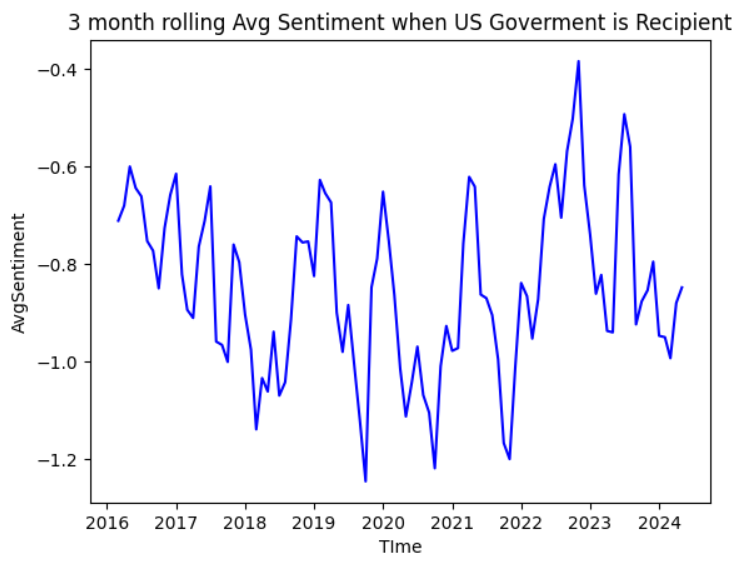 3 month rolling Avg Sentiment when US Goverment is Recipient
−0.4
−0.6
−0.8
−1.0
−1.2
AvgSentiment
2016 2017 2018 2019 2020 2021 2022 2023 2024
TIme